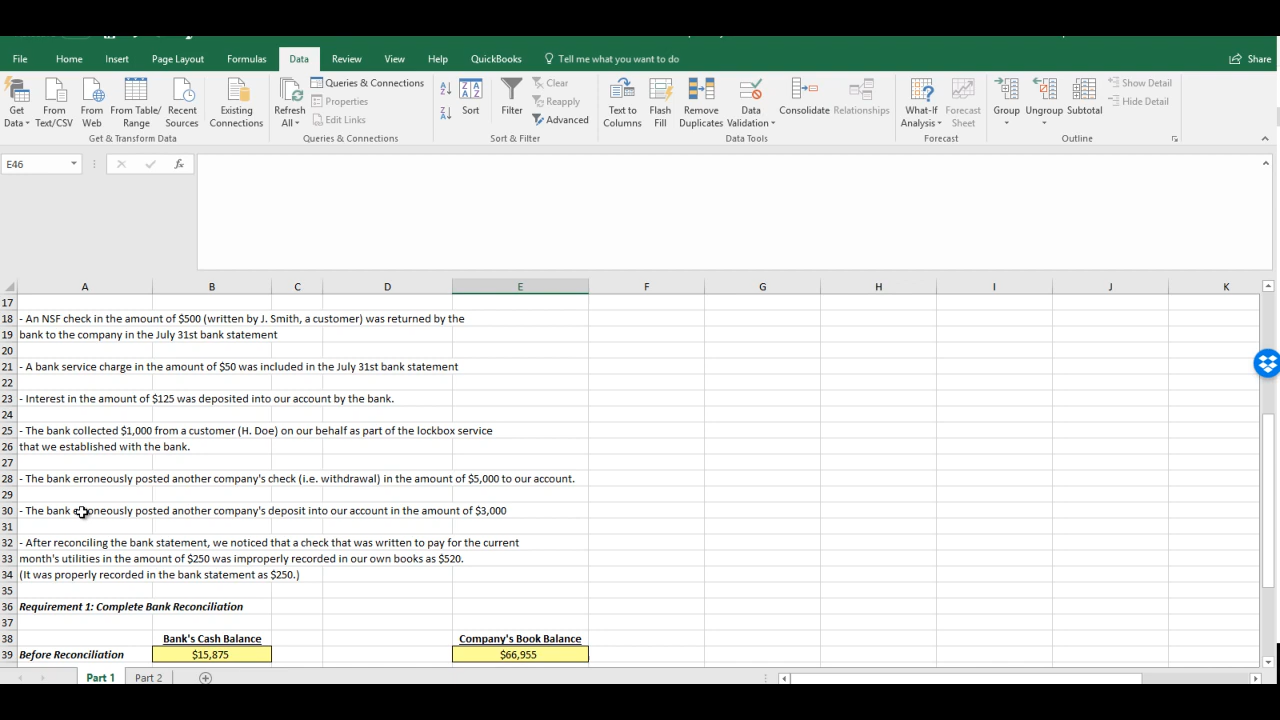 File Home Insert Page Layout Formulas Data Review View Help QuickBooks Tell me what you want to do Share
Get Data From Text/CSV From Web From Table/ Range Recent Sources Existing Connections
Get & Transform Data
Refresh All Queries & Connections Properties Edit Links
Queries & Connections
Sort Filter Clear Reapply Advanced
Sort & Filter
Text to Columns Flash Fill Remove Duplicates Data Validation Consolidate Relationships
Data Tools
What-If Analysis Forecast Sheet
Forecast
Group Ungroup Subtotal Show Detail Hide Detail
Outline
E46 fx
A B C D E F G H I J K
17
18 - An NSF check in the amount of $500 (written by J. Smith, a customer) was returned by the
19 bank to the company in the July 31st bank statement
20
21 - A bank service charge in the amount of $50 was included in the July 31st bank statement
22
23 - Interest in the amount of $125 was deposited into our account by the bank.
24
25 - The bank collected $1,000 from a customer (H. Doe) on our behalf as part of the lockbox service
26 that we established with the bank.
27
28 - The bank erroneously posted another company's check (i.e. withdrawal) in the amount of $5,000 to our account.
29
30 - The bank erroneously posted another company's deposit into our account in the amount of $3,000
31
32 - After reconciling the bank statement, we noticed that a check that was written to pay for the current
33 month's utilities in the amount of $250 was improperly recorded in our own books as $520.
34 (It was properly recorded in the bank statement as $250.)
35
36 Requirement 1: Complete Bank Reconciliation
37
38 Bank's Cash Balance Company's Book Balance
39 Before Reconciliation $15,875 $66,955
Part 1 Part 2